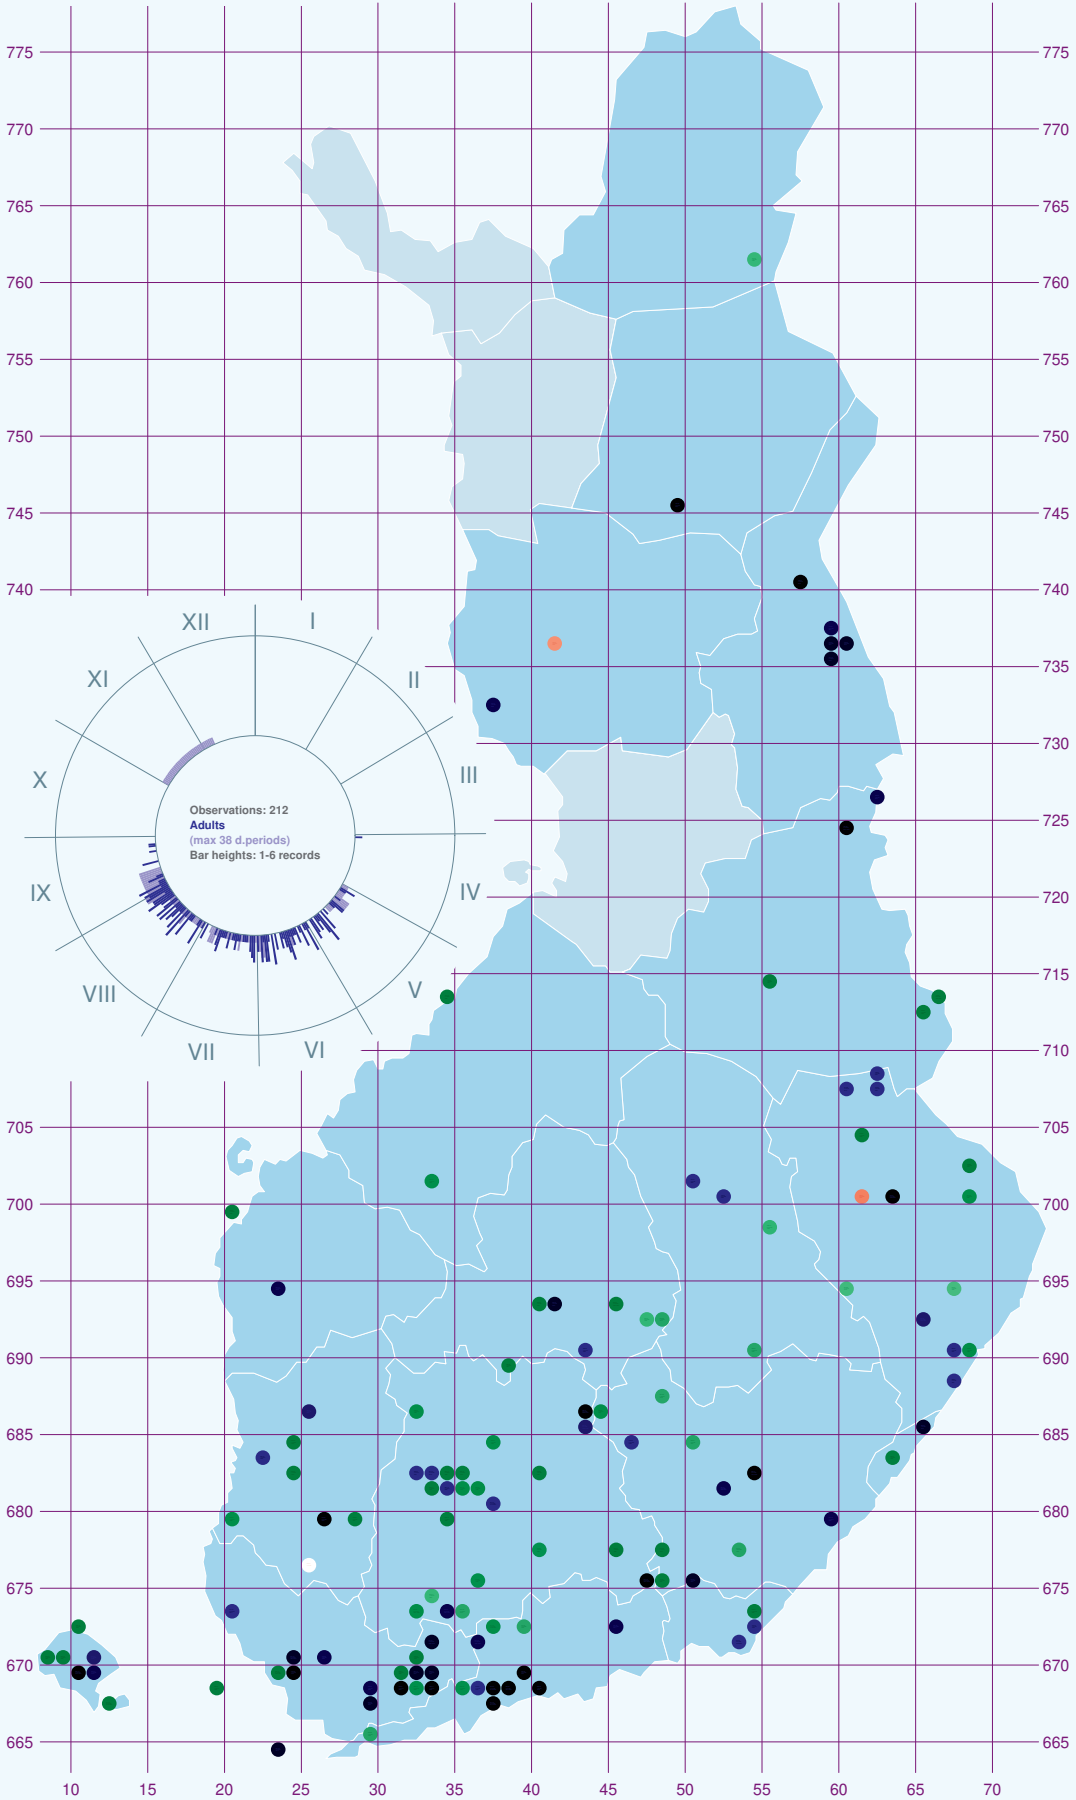 775 775
770 770
765 765
760 760
755 755
750 750
745 745
740 740
735
730 730
725 725
720 720
715 715
710 710
705 705
700 700
695 695
690 690
685 685
680 680
675 675
670 670
665 665
10 15 20 25 30 35 40 45 50 55 60 65 70
XII I
XI II
X III
IX IV
VIII V
VII VI
Observations: 212
Adults
(max 38 d.periods)
Bar heights: 1-6 records